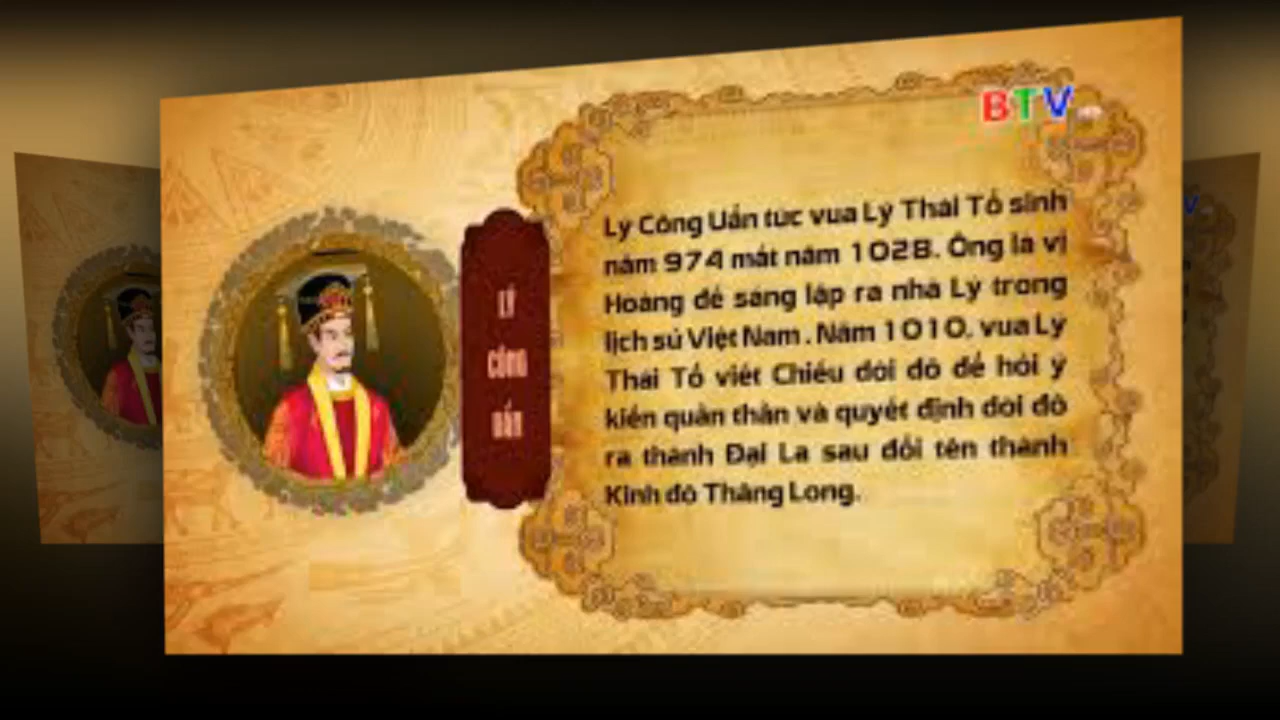 BTV
LÝ
CÔNG
UẨN
Lý Công Uẩn tức vua Lý Thái Tổ sinh
năm 974 mất năm 1028. Ông là vị
Hoàng đế sáng lập ra nhà Lý trong
lịch sử Việt Nam. Năm 1010, vua Lý
Thái Tổ viết Chiếu dời đô để hỏi ý
kiến quần thần và quyết định dời đô
ra thành Đại La sau đổi tên thành
Kinh đô Thăng Long.